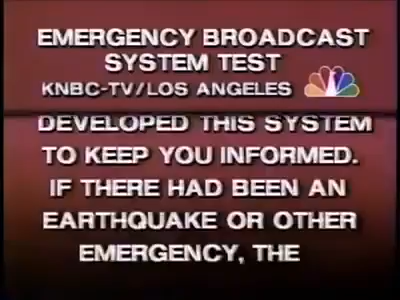 EMERGENCY BROADCAST
SYSTEM TEST
KNBC-TV/LOS ANGELES
DEVELOPED THIS SYSTEM
TO KEEP YOU INFORMED.
IF THERE HAD BEEN AN
EARTHQUAKE OR OTHER
EMERGENCY, THE